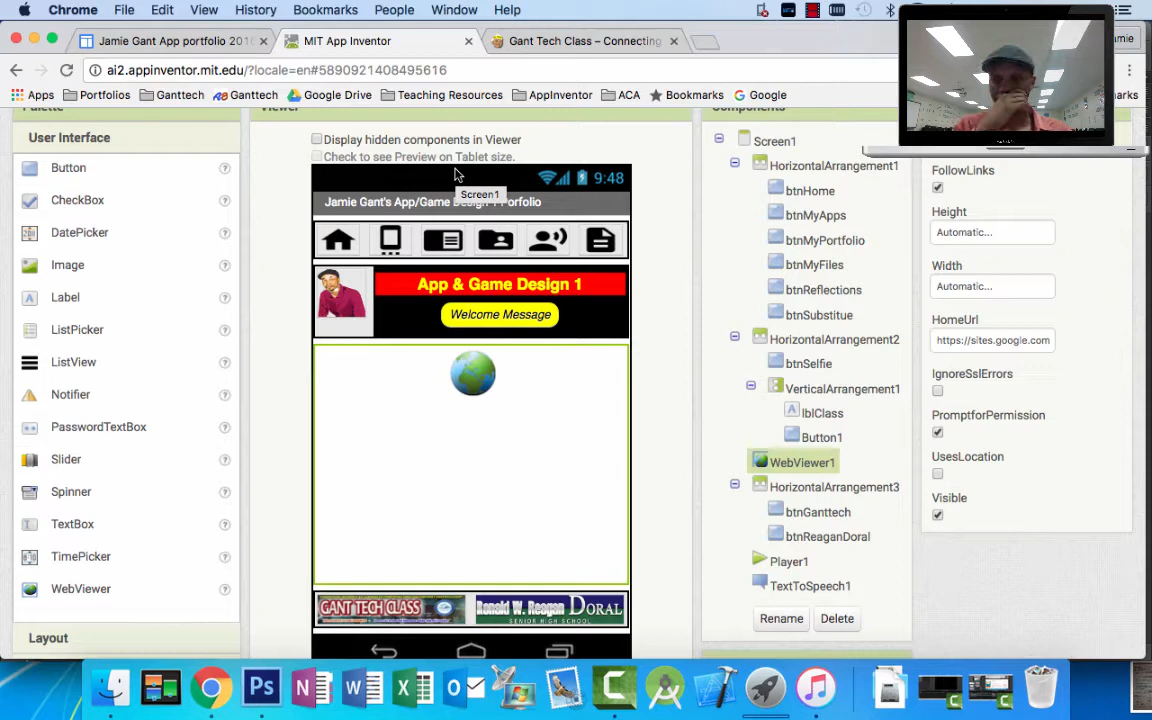 Chrome File Edit View History Bookmarks People Window Help
Jamie Gant App portfolio 2016 × MIT App Inventor × Gant Tech Class – Connecting ×
ai2.appinventor.mit.edu/?locale=en#5890921408495616
Apps Portfolios Ganttech Ganttech Google Drive Teaching Resources AppInventor ACA Bookmarks Google
Palette Viewer Components
User Interface
Button ?
CheckBox ?
DatePicker ?
Image ?
Label ?
ListPicker ?
ListView ?
Notifier ?
PasswordTextBox ?
Slider ?
Spinner ?
TextBox ?
TimePicker ?
WebViewer ?
Layout
Display hidden components in Viewer
Check to see Preview on Tablet size.
9:48
Screen1
Jamie Gant's App/Game Design 1 Porfolio
App & Game Design 1
Welcome Message
GANT TECH CLASS
Ronald W. Reagan DORAL
SENIOR HIGH SCHOOL
Screen1
HorizontalArrangement1
btnHome
btnMyApps
btnMyPortfolio
btnMyFiles
btnReflections
btnSubstitue
HorizontalArrangement2
btnSelfie
VerticalArrangement1
lblClass
Button1
WebViewer1
HorizontalArrangement3
btnGanttech
btnReaganDoral
Player1
TextToSpeech1
Rename Delete
FollowLinks
Height
Automatic...
Width
Automatic...
HomeUrl
https://sites.google.com
IgnoreSslErrors
PromptforPermission
UsesLocation
Visible